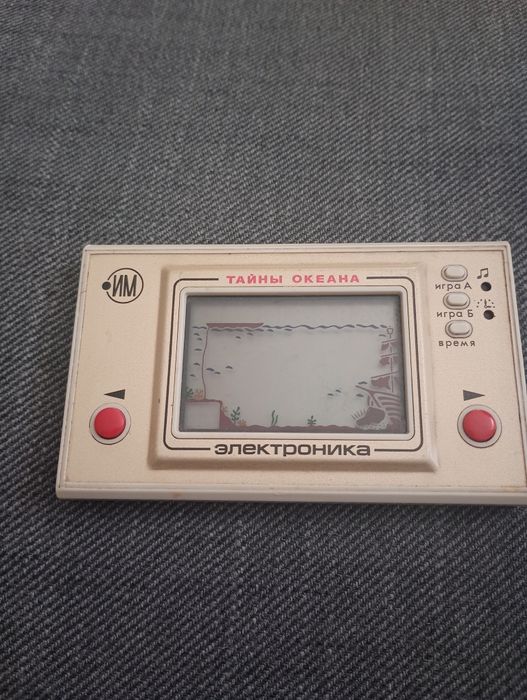 ИМ
ТАЙНЫ ОКЕАНА
игра А
игра Б
время
электроника